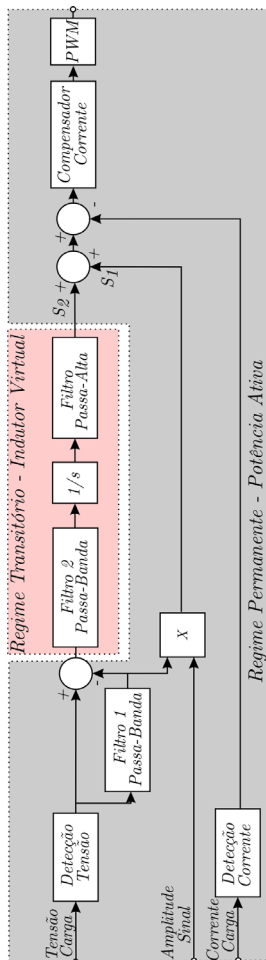 Regime Transitório - Indutor Virtual
Tensão
Carga
Detecção
Tensão
Filtro 1
Passa-Banda
+
-
Filtro 2
Passa-Banda
1/s
Filtro
Passa-Alta
S2
+
+
S1
+
-
Compensador
Corrente
PWM
Amplitude
Sinal
X
Corrente
Carga
Detecção
Corrente
Regime Permanente - Potência Ativa